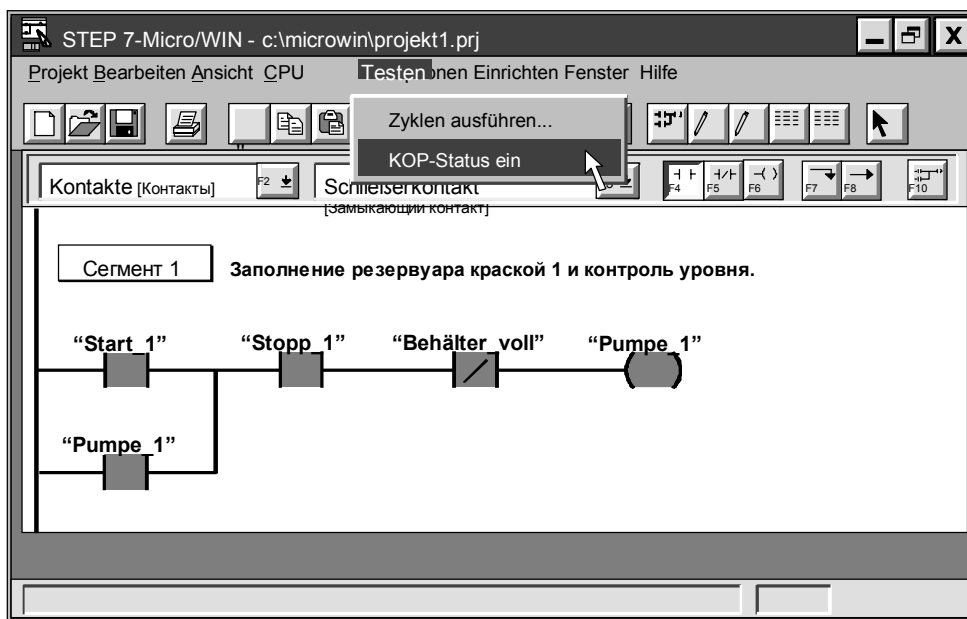 STEP 7-Micro/WIN - c:\microwin\projekt1.prj
Projekt Bearbeiten Ansicht CPU Testen onen Einrichten Fenster Hilfe
Zyklen ausführen...
KOP-Status ein
Kontakte [Контакты] F2 Schließerkontakt F4 F5 F6 F7 F8 F10
[Замыкающий контакт]
Сегмент 1 Заполнение резервуара краской 1 и контроль уровня.
“Start_1” “Stopp_1” “Behälter_voll” “Pumpe_1”
“Pumpe_1”